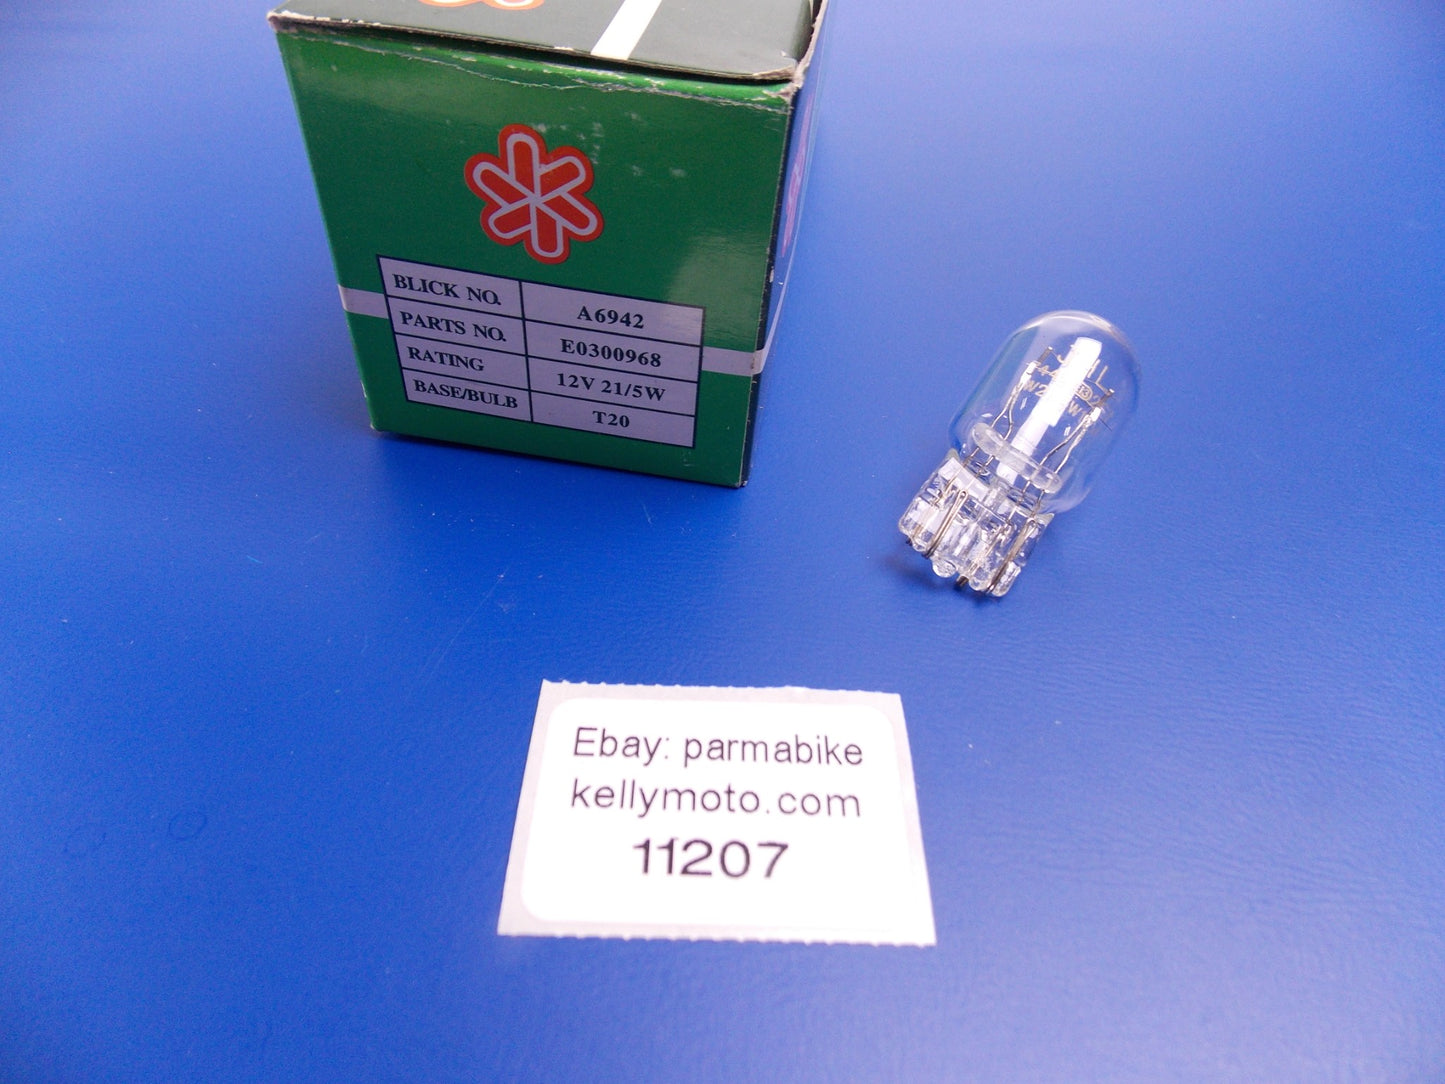 BLICK NO. A6942
PARTS NO. E0300968
RATING 12V 21/5W
BASE/BULB T20
Ebay: parmabike
kellymoto.com
11207